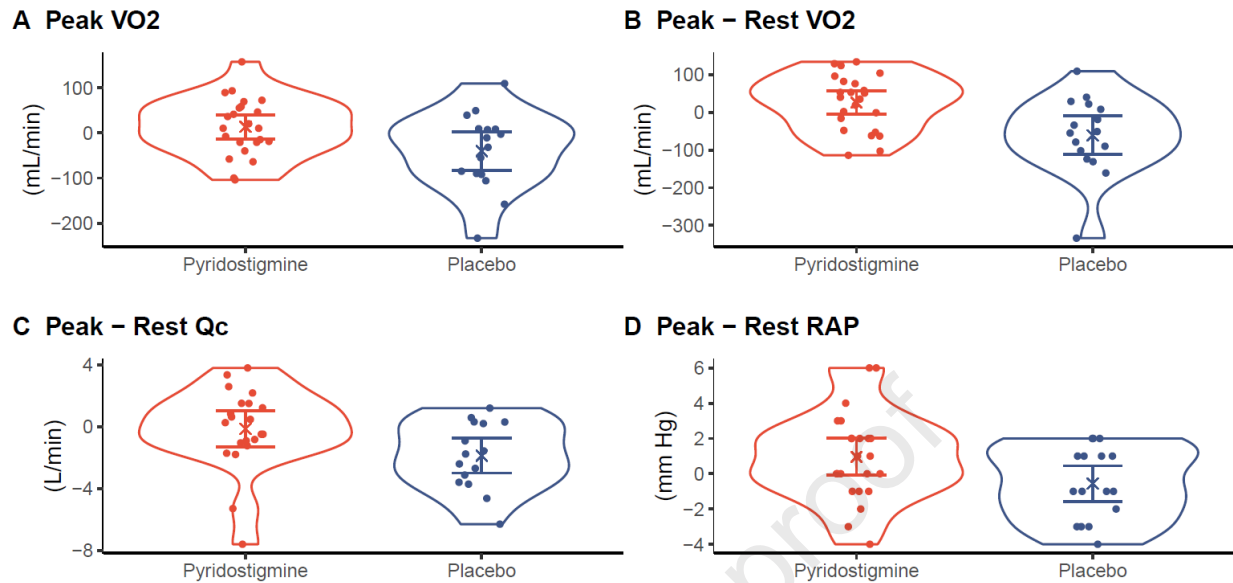 A Peak VO2
(mL/min)
100
0
−100
−200
Pyridostigmine Placebo
B Peak − Rest VO2
(mL/min)
100
0
−100
−200
−300
Pyridostigmine Placebo
C Peak − Rest Qc
(L/min)
4
0
−4
−8
Pyridostigmine Placebo
D Peak − Rest RAP
(mm Hg)
6
4
2
0
−2
−4
Pyridostigmine Placebo
proof